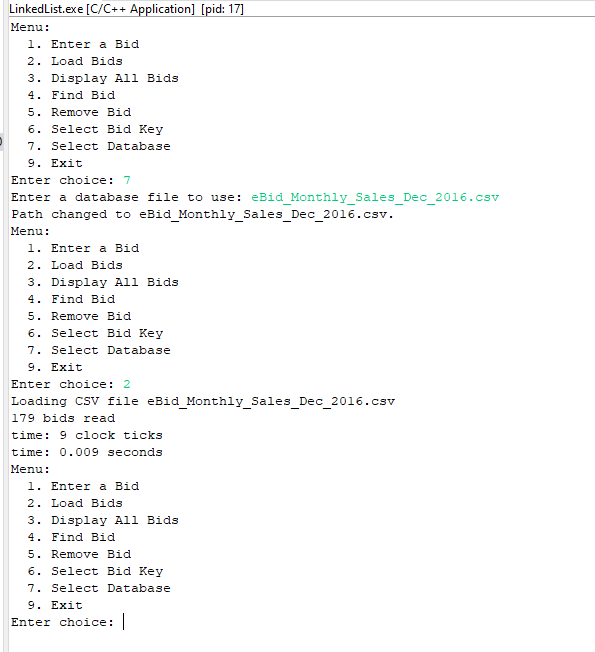 LinkedList.exe [C/C++ Application] [pid: 17]
Menu:
  1. Enter a Bid
  2. Load Bids
  3. Display All Bids
  4. Find Bid
  5. Remove Bid
  6. Select Bid Key
  7. Select Database
  9. Exit
Enter choice: 7
Enter a database file to use: eBid_Monthly_Sales_Dec_2016.csv
Path changed to eBid_Monthly_Sales_Dec_2016.csv.
Menu:
  1. Enter a Bid
  2. Load Bids
  3. Display All Bids
  4. Find Bid
  5. Remove Bid
  6. Select Bid Key
  7. Select Database
  9. Exit
Enter choice: 2
Loading CSV file eBid_Monthly_Sales_Dec_2016.csv
179 bids read
time: 9 clock ticks
time: 0.009 seconds
Menu:
  1. Enter a Bid
  2. Load Bids
  3. Display All Bids
  4. Find Bid
  5. Remove Bid
  6. Select Bid Key
  7. Select Database
  9. Exit
Enter choice: